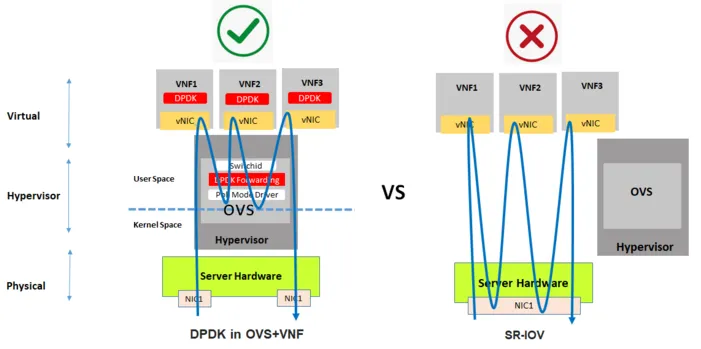 VNF1
VNF2
VNF3
DPDK
DPDK
DPDK
vNIC
vNIC
vNIC
Virtual
Hypervisor
Physical
User Space
Kernel Space
Switchid
DPDK Forwarding
Poll Mode Driver
OVS
Hypervisor
Server Hardware
NIC1
NIC1
DPDK in OVS+VNF
VS
VNF1
VNF2
VNF3
vNIC
vNIC
vNIC
OVS
Hypervisor
Server Hardware
NIC1
SR-IOV